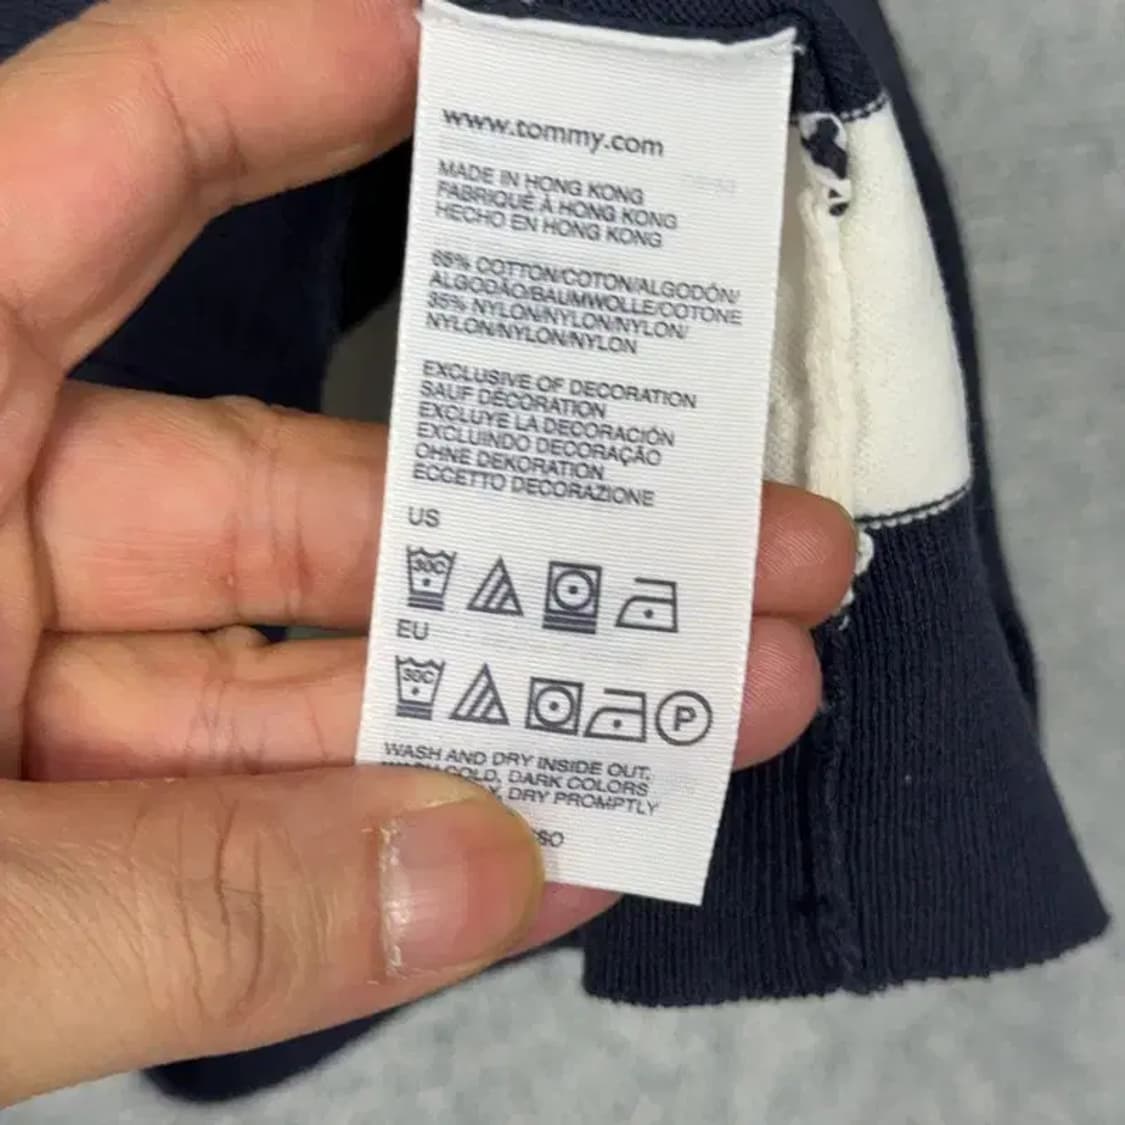 www.tommy.com
MADE IN HONG KONG
FABRIQUÉ À HONG KONG
HECHO EN HONG KONG
65% COTTON/COTON/ALGODÓN/
ALGODÃO/BAUMWOLLE/COTONE
35% NYLON/NYLON/NYLON/
NYLON/NYLON/NYLON
EXCLUSIVE OF DECORATION
SAUF DÉCORATION
EXCLUYE LA DECORACIÓN
EXCLUINDO DECORAÇÃO
OHNE DEKORATION
ECCETTO DECORAZIONE
US
30C
EU
30C
P
WASH AND DRY INSIDE OUT,
COLD, DARK COLORS
DRY PROMPTLY